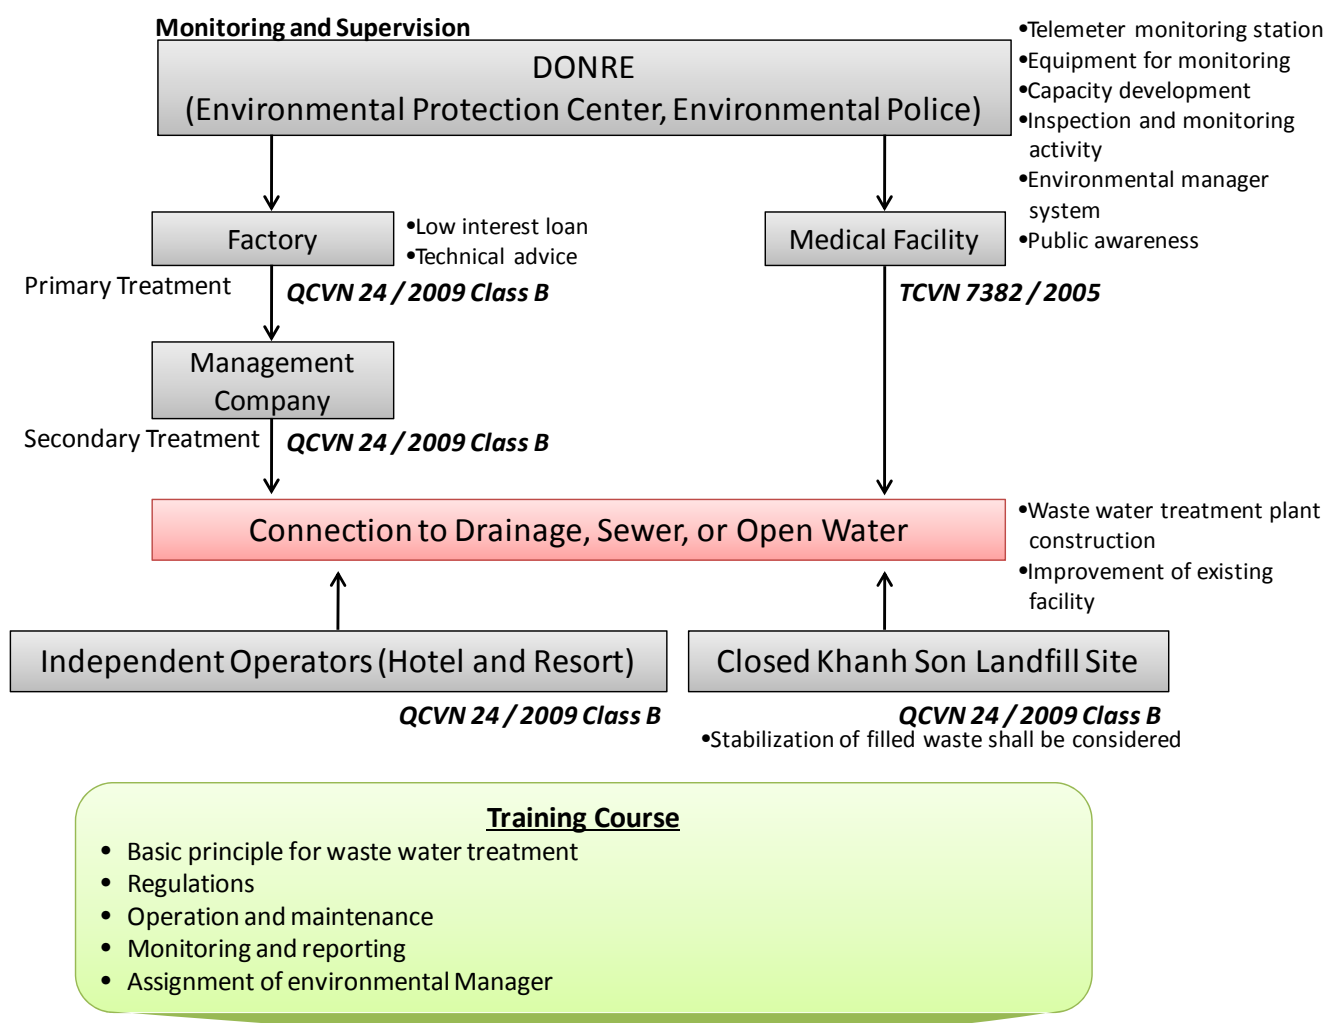 Monitoring and Supervision
DONRE
(Environmental Protection Center, Environmental Police)
•Telemeter monitoring station
•Equipment for monitoring
•Capacity development
•Inspection and monitoring
activity
•Environmental manager
system
•Public awareness
Factory
•Low interest loan
•Technical advice
Medical Facility
Primary Treatment
QCVN 24 / 2009 Class B
TCVN 7382 / 2005
Management
Company
Secondary Treatment
QCVN 24 / 2009 Class B
Connection to Drainage, Sewer, or Open Water
•Waste water treatment plant
construction
•Improvement of existing
facility
Independent Operators (Hotel and Resort)
QCVN 24 / 2009 Class B
Closed Khanh Son Landfill Site
QCVN 24 / 2009 Class B
•Stabilization of filled waste shall be considered
Training Course
• Basic principle for waste water treatment
• Regulations
• Operation and maintenance
• Monitoring and reporting
• Assignment of environmental Manager